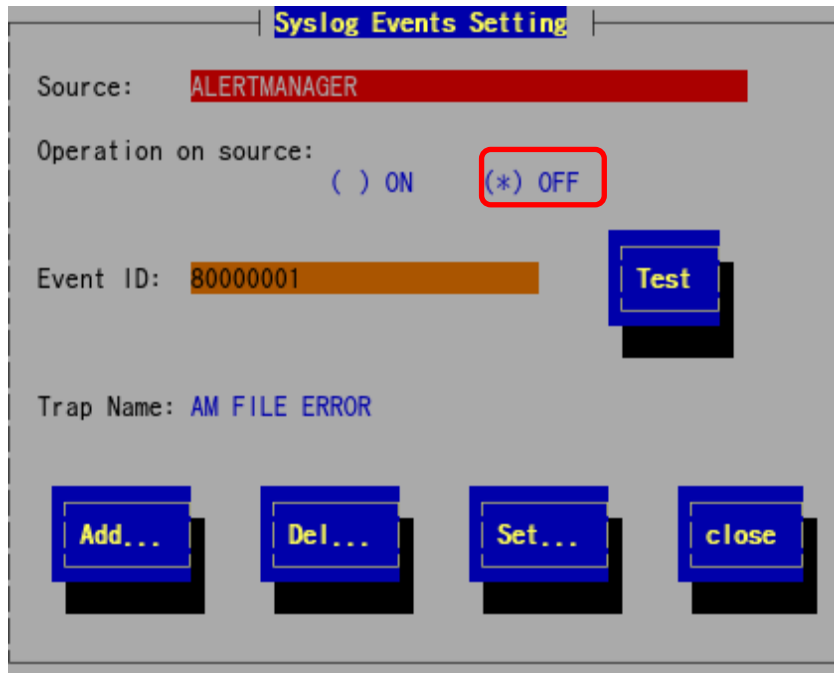 Syslog Events Setting
Source: ALERTMANAGER
Operation on source:
( ) ON (*) OFF
Event ID: 80000001 Test
Trap Name: AM FILE ERROR
Add... Del... Set... close